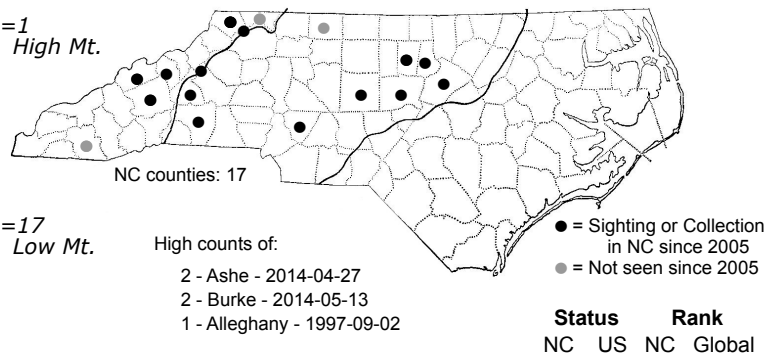 =1
High Mt.
NC counties: 17
=17
Low Mt.
High counts of:
2 - Ashe - 2014-04-27
2 - Burke - 2014-05-13
1 - Alleghany - 1997-09-02
● = Sighting or Collection
in NC since 2005
● = Not seen since 2005
Status Rank
NC US NC Global